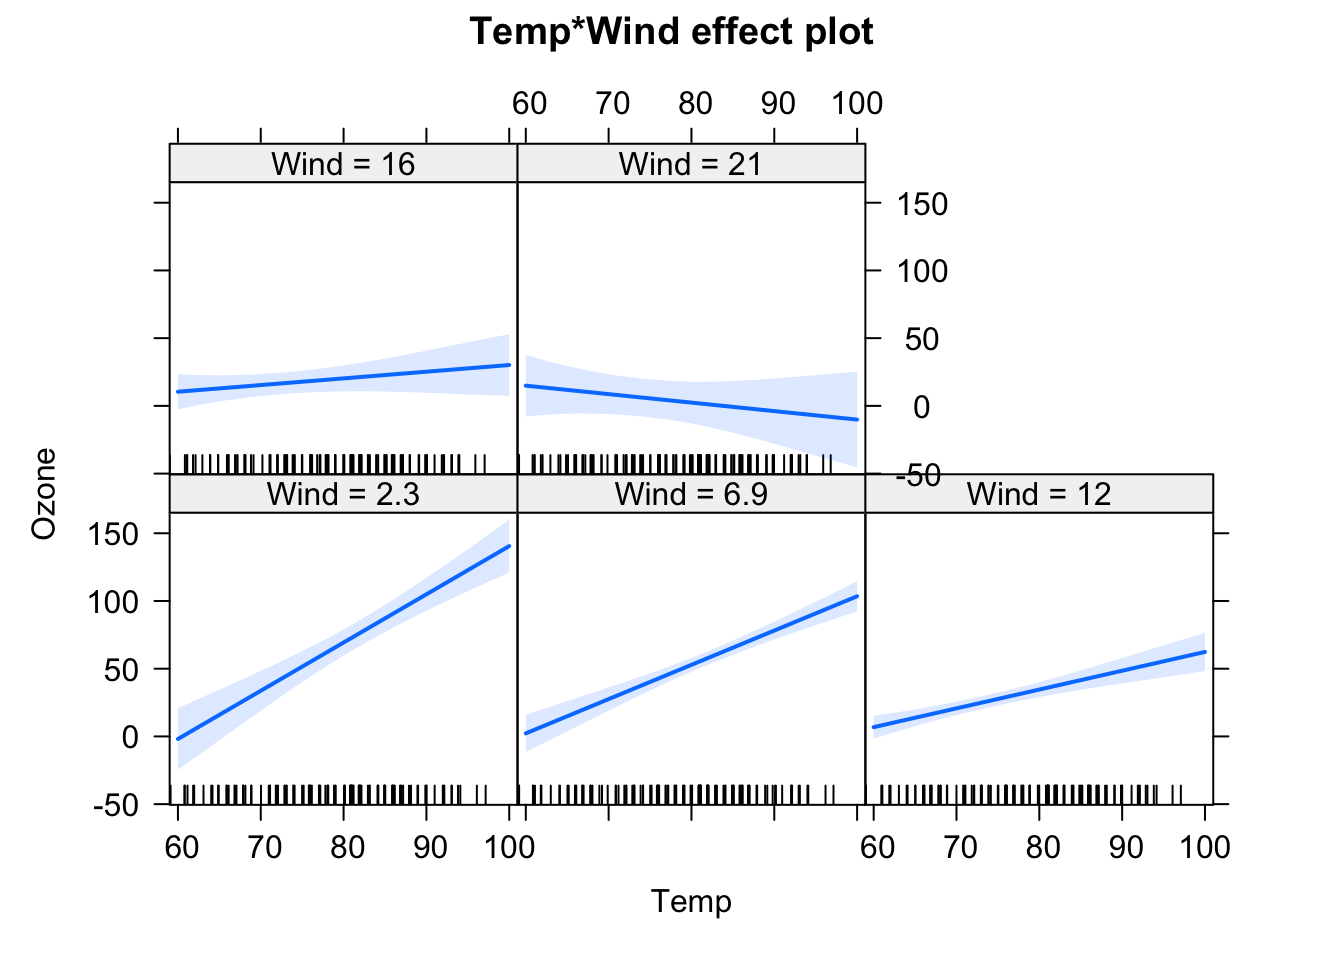 Temp*Wind effect plot
60 70 80 90 100
Wind = 16 Wind = 21
150
100
50
0
-50
Wind = 2.3 Wind = 6.9 Wind = 12
Ozone
150
100
50
0
-50
60 70 80 90 100 60 70 80 90 100
Temp